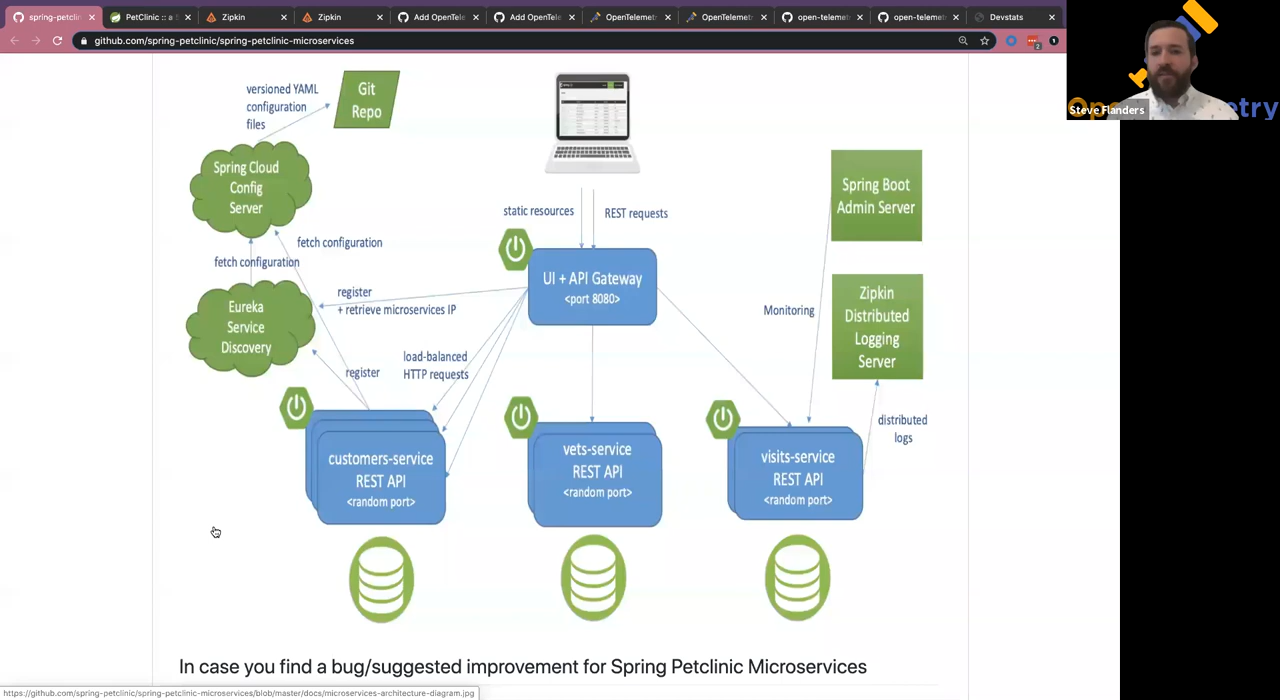 spring-petcli
PetClinic :: a S
Zipkin
Zipkin
Add OpenTele
Add OpenTele
OpenTelemetr
OpenTelemetr
open-telemet
open-telemet
Devstats
github.com/spring-petclinic/spring-petclinic-microservices
Steve Flanders
etry
versioned YAML
configuration
files
Git
Repo
Spring Cloud
Config
Server
static resources
REST requests
Spring Boot
Admin Server
fetch configuration
fetch configuration
UI + API Gateway
<port 8080>
register
+ retrieve microservices IP
Eureka
Service
Discovery
Monitoring
Zipkin
Distributed
Logging
Server
load-balanced
HTTP requests
register
distributed
logs
customers-service
REST API
<random port>
vets-service
REST API
<random port>
visits-service
REST API
<random port>
In case you find a bug/suggested improvement for Spring Petclinic Microservices
https://github.com/spring-petclinic/spring-petclinic-microservices/blob/master/docs/microservices-architecture-diagram.jpg